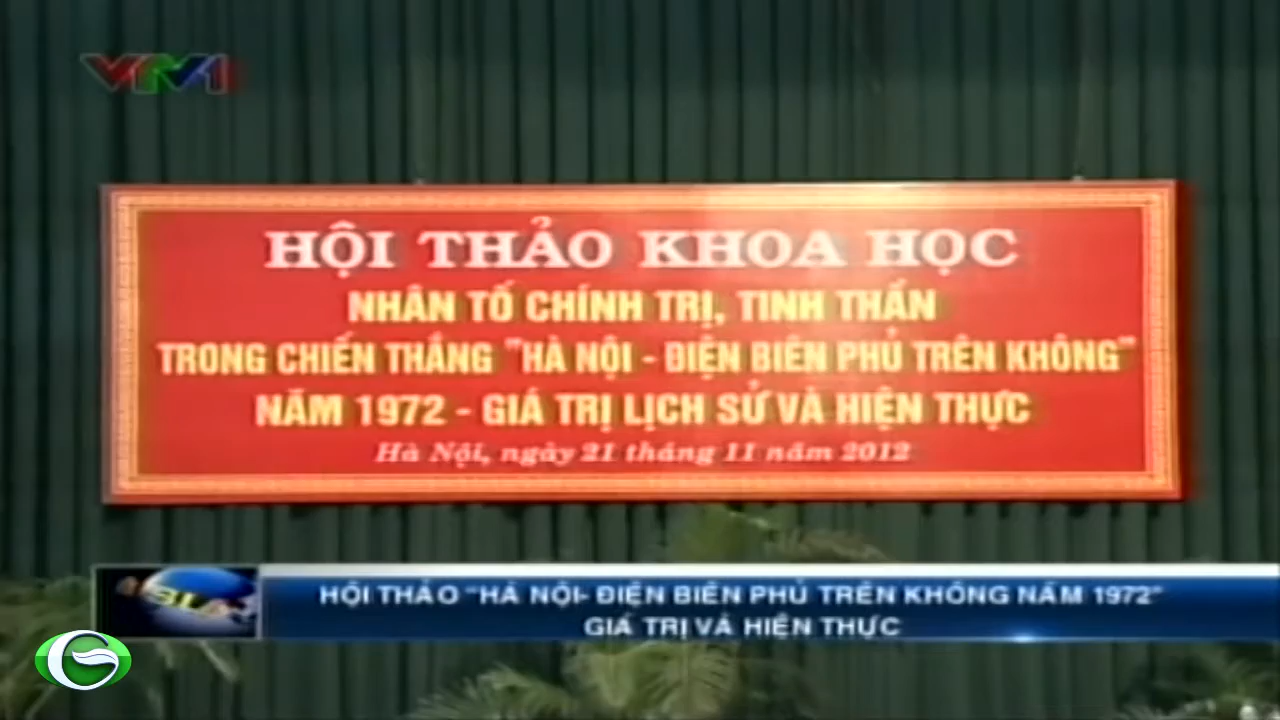 VTV1
HỘI THẢO KHOA HỌC
NHÂN TỐ CHÍNH TRỊ, TINH THẦN
TRONG CHIẾN THẮNG "HÀ NỘI - ĐIỆN BIÊN PHỦ TRÊN KHÔNG"
NĂM 1972 - GIÁ TRỊ LỊCH SỬ VÀ HIỆN THỰC
Hà Nội, ngày 21 tháng 11 năm 2012
HỘI THẢO "HÀ NỘI- ĐIỆN BIÊN PHỦ TRÊN KHÔNG NĂM 1972"
GIÁ TRỊ VÀ HIỆN THỰC